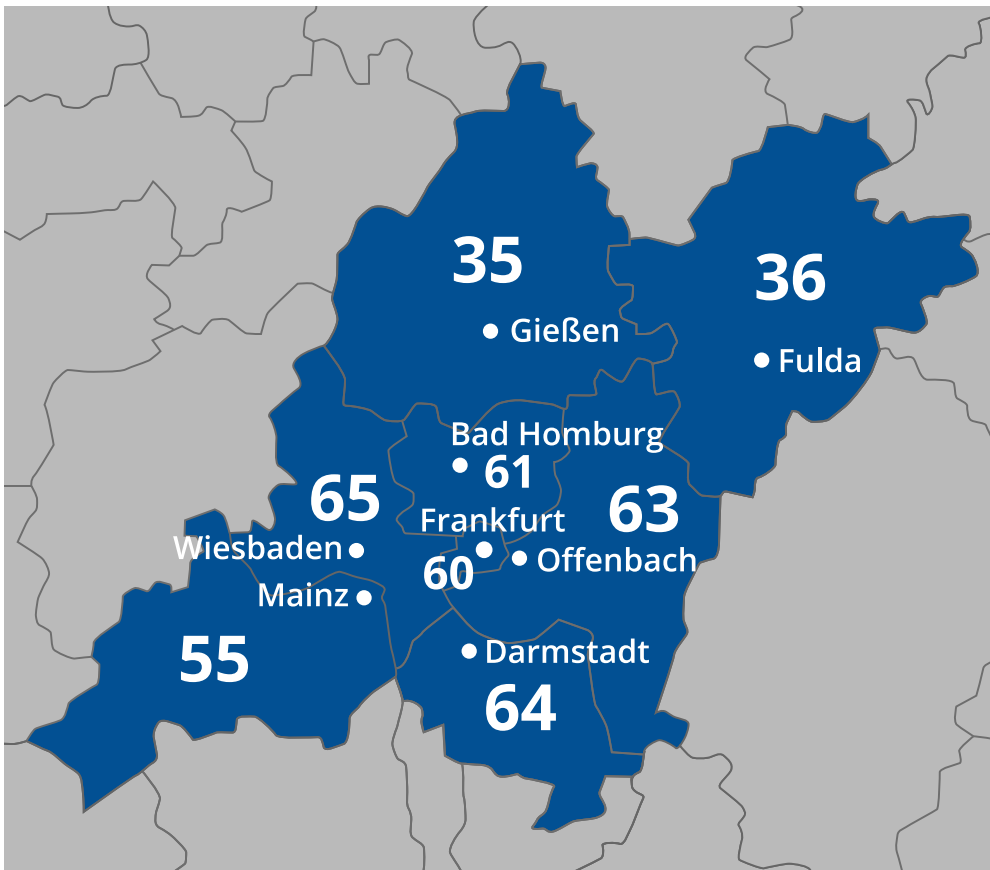 35
36
Gießen
Fulda
Bad Homburg
61
65
63
Frankfurt
Wiesbaden
60
Offenbach
Mainz
55
Darmstadt
64